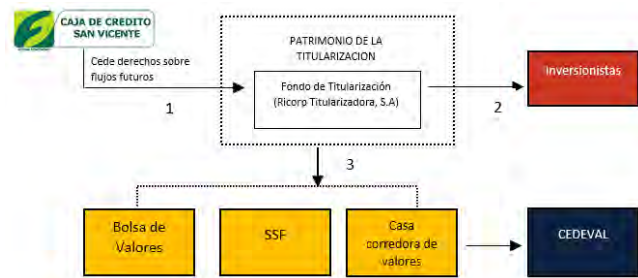 CAJA DE CREDITO
SAN VICENTE
Cede derechos sobre
flujos futuros
1
PATRIMONIO DE LA
TITULARIZACION
Fondo de Titularización
(Ricorp Titularizadora, S.A)
2
Inversionistas
3
Bolsa de
Valores
SSF
Casa
corredora de
valores
CEDEVAL